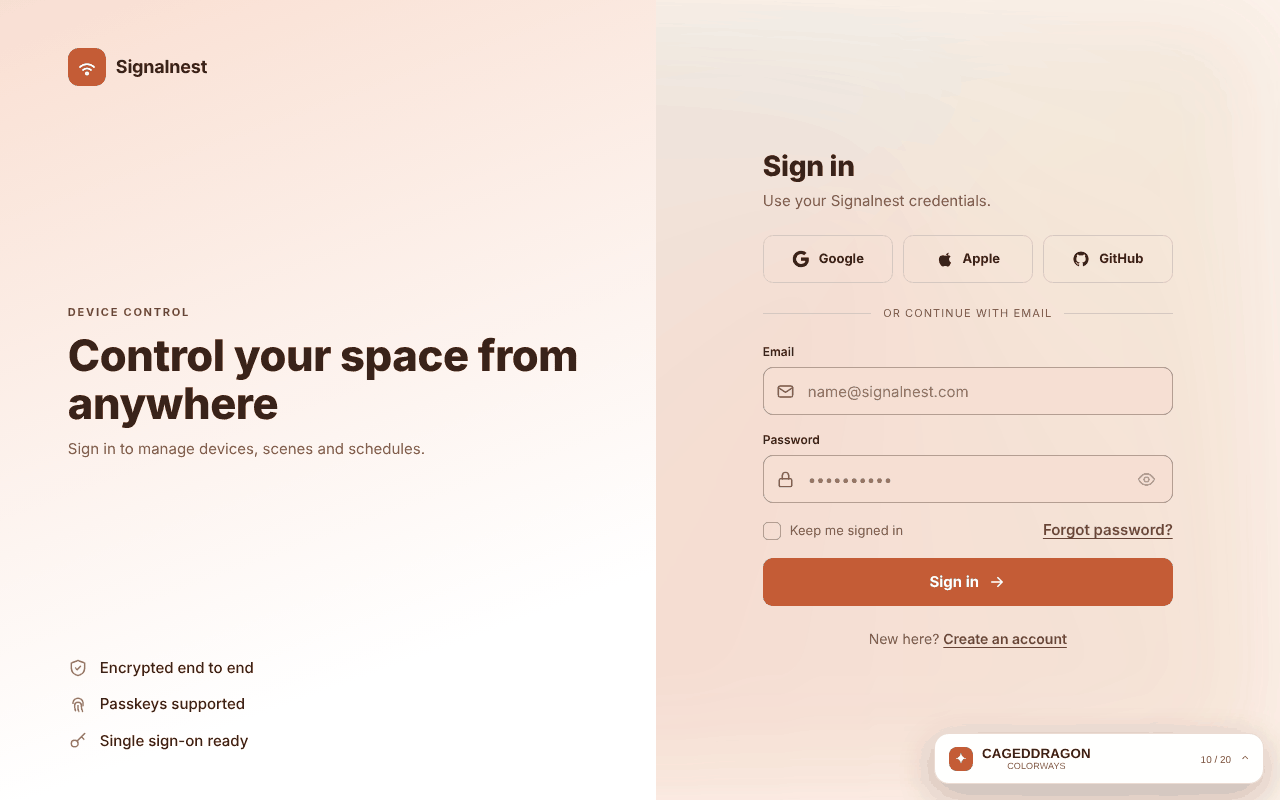 Signalnest
DEVICE CONTROL
Control your space from
anywhere
Sign in to manage devices, scenes and schedules.
Encrypted end to end
Passkeys supported
Single sign-on ready
Sign in
Use your Signalnest credentials.
Google
Apple
GitHub
OR CONTINUE WITH EMAIL
Email
name@signalnest.com
Password
••••••••••
Keep me signed in
Forgot password?
Sign in →
New here? Create an account
CAGEDDRAGON
COLORWAYS
10 / 20